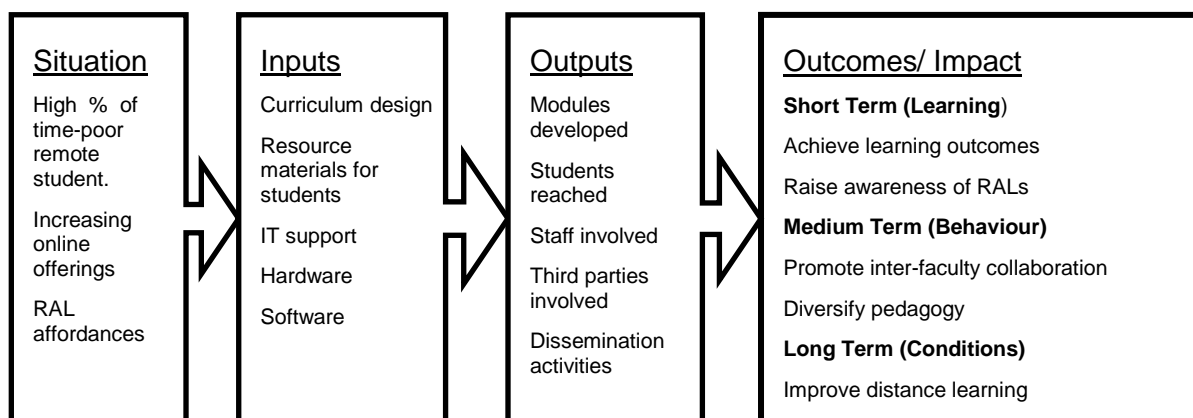 Situation
High % of
time-poor
remote
student.
Increasing
online
offerings
RAL
affordances
Inputs
Curriculum design
Resource
materials for
students
IT support
Hardware
Software
Outputs
Modules
developed
Students
reached
Staff involved
Third parties
involved
Dissemination
activities
Outcomes/ Impact
Short Term (Learning)
Achieve learning outcomes
Raise awareness of RALs
Medium Term (Behaviour)
Promote inter-faculty collaboration
Diversify pedagogy
Long Term (Conditions)
Improve distance learning